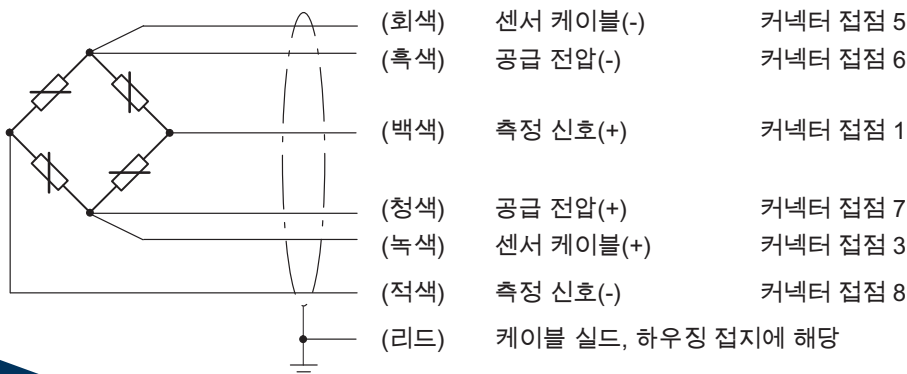 (회색) 센서 케이블(-) 커넥터 접점 5
(흑색) 공급 전압(-) 커넥터 접점 6
(백색) 측정 신호(+) 커넥터 접점 1
(청색) 공급 전압(+) 커넥터 접점 7
(녹색) 센서 케이블(+) 커넥터 접점 3
(적색) 측정 신호(-) 커넥터 접점 8
(리드) 케이블 실드, 하우징 접지에 해당